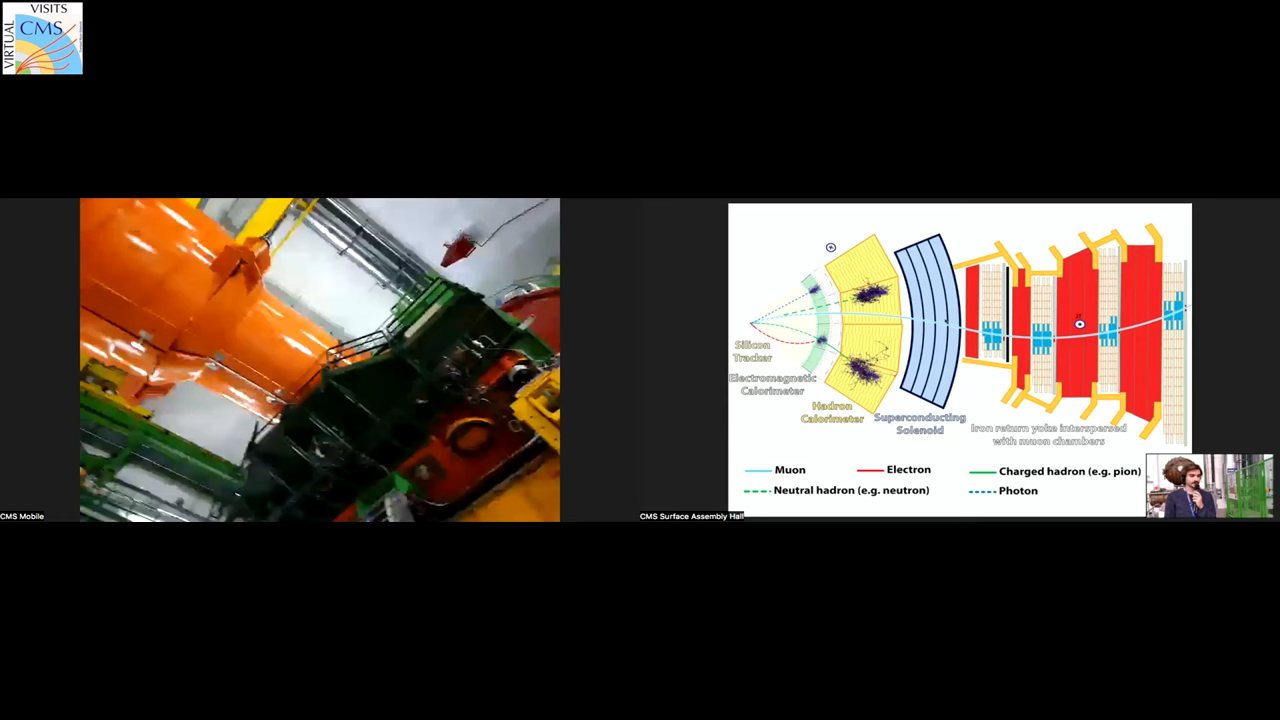 VISITS
CMS
VIRTUAL
Silicon
Tracker
Electromagnetic
Calorimeter
Hadron
Calorimeter
Superconducting
Solenoid
Iron return yoke interspersed
with muon chambers
Muon
Electron
Charged hadron (e.g. pion)
Neutral hadron (e.g. neutron)
Photon
CMS Mobile
CMS Surface Assembly Hall